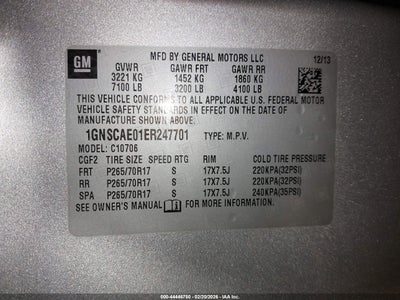 GM
MFD BY GENERAL MOTORS LLC 12/13
GVWR GAWR FRT GAWR RR
3221 KG 1452 KG 1860 KG
7100 LB 3200 LB 4100 LB
THIS VEHICLE CONFORMS TO ALL APPLICABLE U.S. FEDERAL MOTOR
VEHICLE SAFETY STANDARDS IN EFFECT ON THE DATE OF
MANUFACTURE SHOWN ABOVE.
1GNSCAE01ER247701 TYPE: M.P.V.
MODEL: C10706
CGF2 TIRE SIZE SPEED RTG RIM COLD TIRE PRESSURE
FRT P265/70R17 S 17X7.5J 220KPA(32PSI)
RR P265/70R17 S 17X7.5J 220KPA(32PSI)
SPA P265/70R17 S 17X7.5J 240KPA(35PSI)
SEE OWNER'S MANUAL FOR ADDITIONAL INFORMATION.
000-44446750 - 02/20/2026 - IAA Inc.